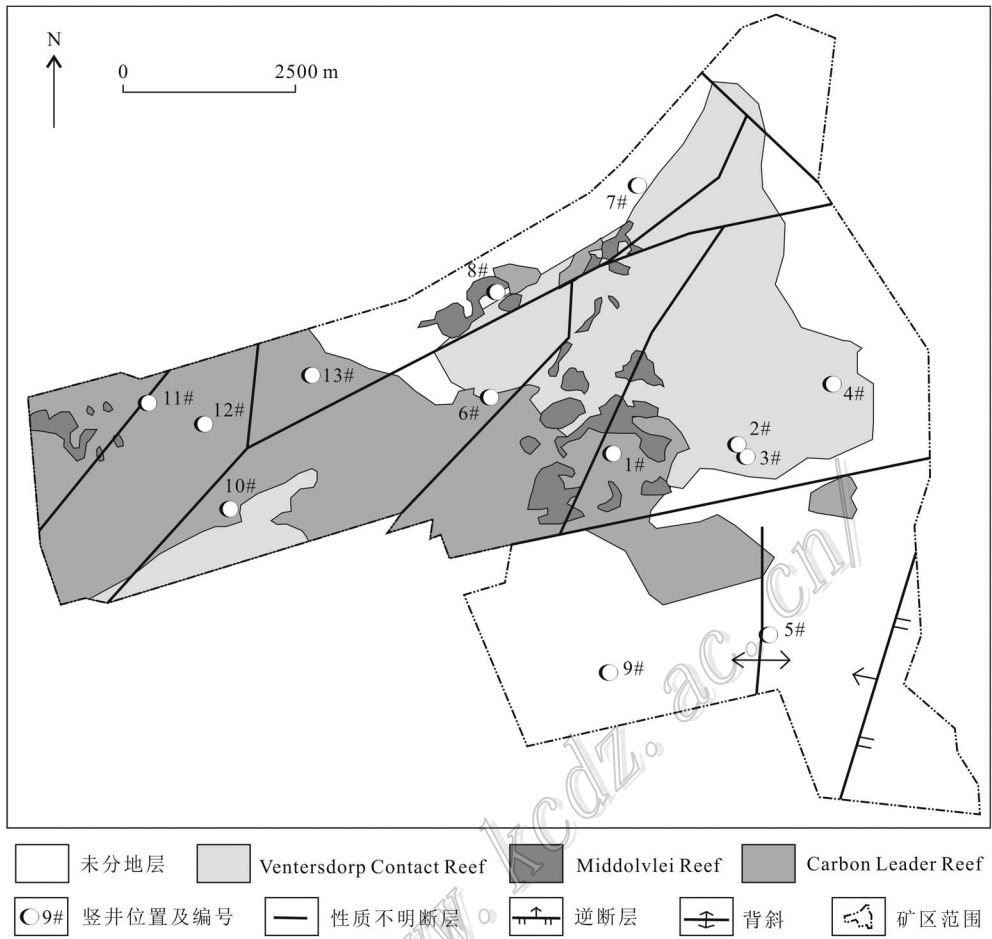 N
0 2500 m
7#
8#
13#
11#
12#
6#
4#
2#
3#
1#
10#
5#
9#
www.kcdz.ac.cn/
未分地层 Ventersdorp Contact Reef Middolvlei Reef Carbon Leader Reef
9# 竖井位置及编号 性质不明断层 逆断层 背斜 矿区范围